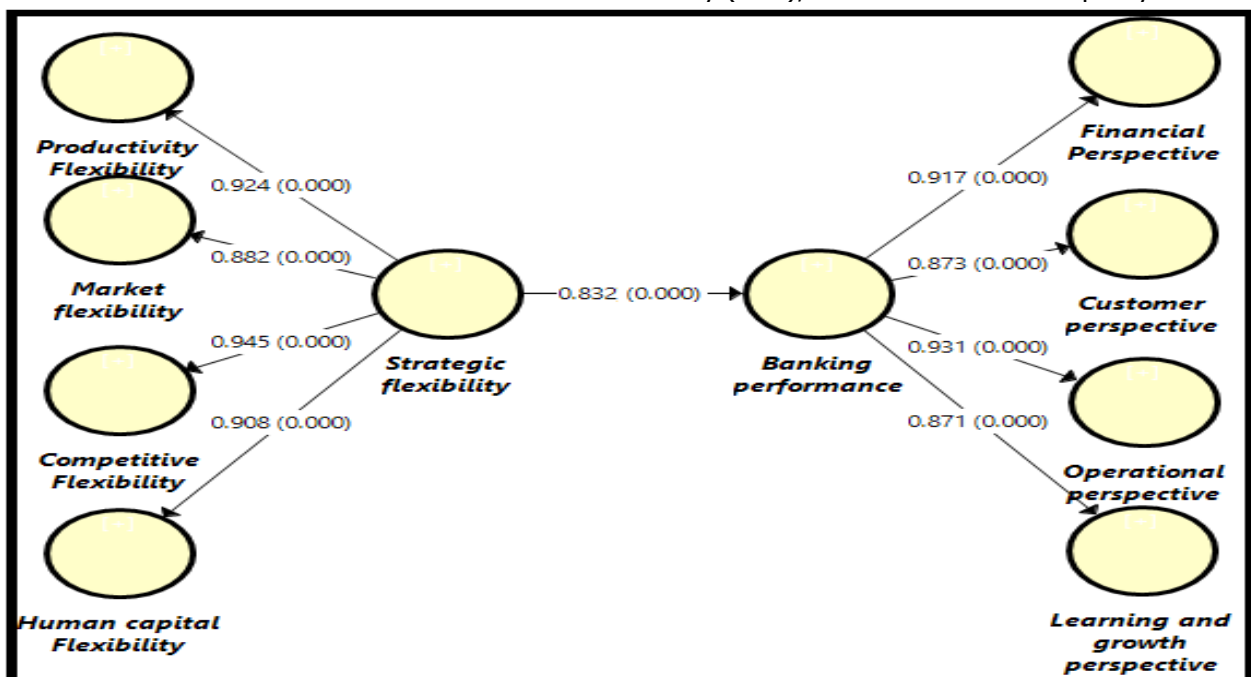 [+]
Productivity
Flexibility
0.924 (0.000)
[+]
Market
flexibility
0.882 (0.000)
[+]
Competitive
Flexibility
0.945 (0.000)
[+]
Human capital
Flexibility
0.908 (0.000)
[+]
Strategic
flexibility
0.832 (0.000)
[+]
Banking
performance
[+]
Financial
Perspective
0.917 (0.000)
[+]
Customer
perspective
0.873 (0.000)
[+]
Operational
perspective
0.931 (0.000)
[+]
Learning and
growth
perspective
0.871 (0.000)